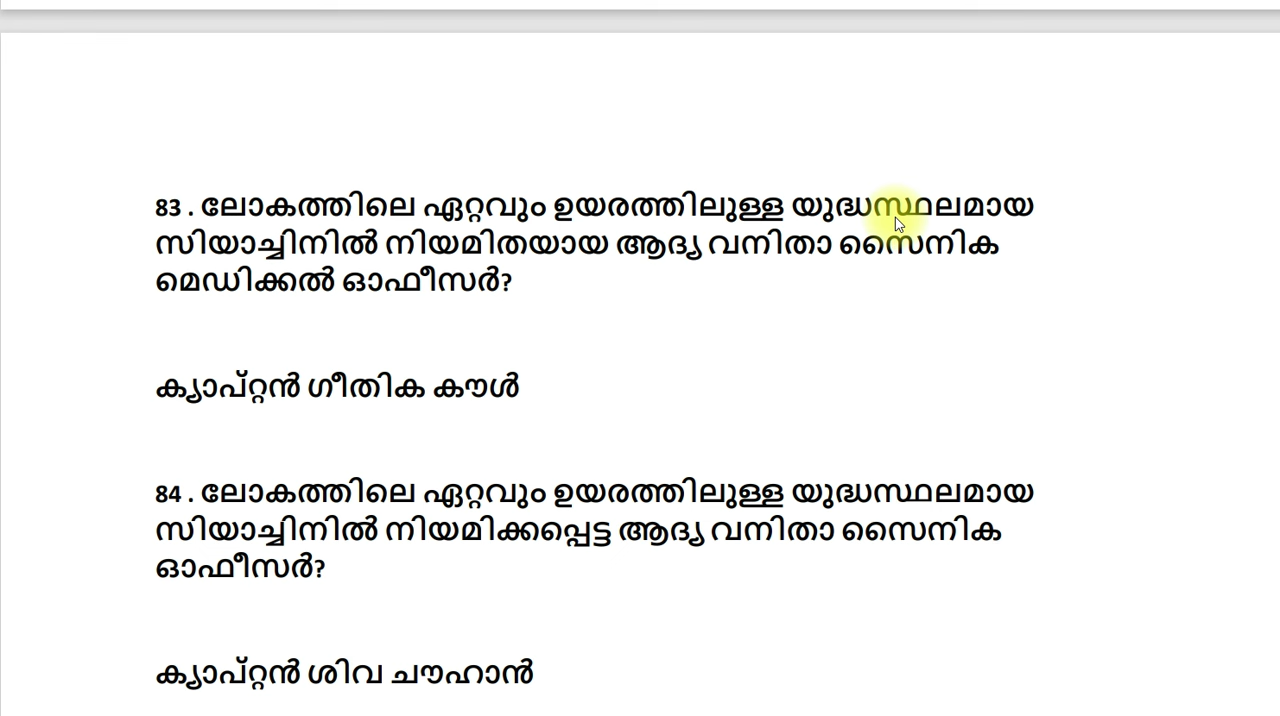 83 . ലോകത്തിലെ ഏറ്റവും ഉയരത്തിലുള്ള യുദ്ധസ്ഥലമായ
സിയാച്ചിനിൽ നിയമിതയായ ആദ്യ വനിതാ സൈനിക
മെഡിക്കൽ ഓഫീസർ?
ക്യാപ്റ്റൻ ഗീതിക കൗൾ
84 . ലോകത്തിലെ ഏറ്റവും ഉയരത്തിലുള്ള യുദ്ധസ്ഥലമായ
സിയാച്ചിനിൽ നിയമിക്കപ്പെട്ട ആദ്യ വനിതാ സൈനിക
ഓഫീസർ?
ക്യാപ്റ്റൻ ശിവ ചൗഹാൻ